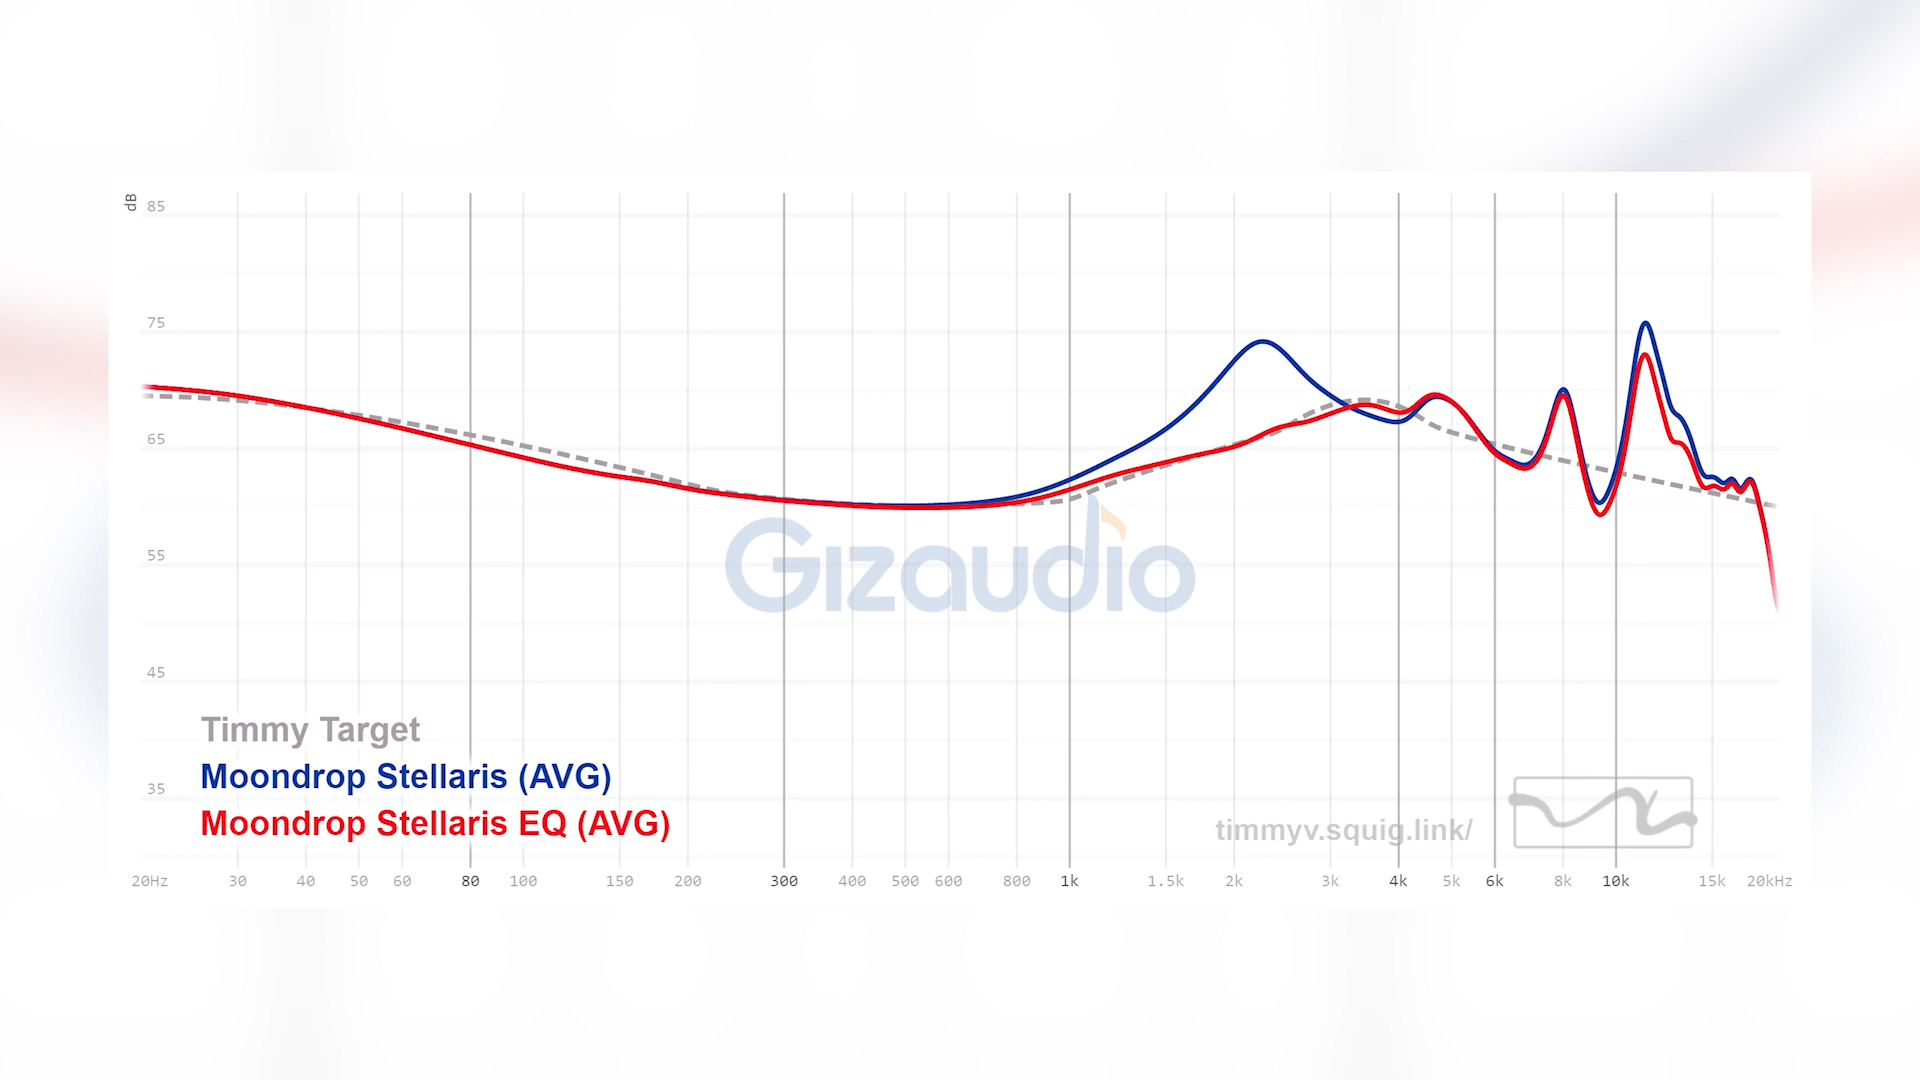 dB
85
75
65
55
45
35
Gizaudio
Timmy Target
Moondrop Stellaris (AVG)
Moondrop Stellaris EQ (AVG)
timmyv.squig.link/
20Hz 30 40 50 60 80 100 150 200 300 400 500 600 800 1k 1.5k 2k 3k 4k 5k 6k 8k 10k 15k 20kHz